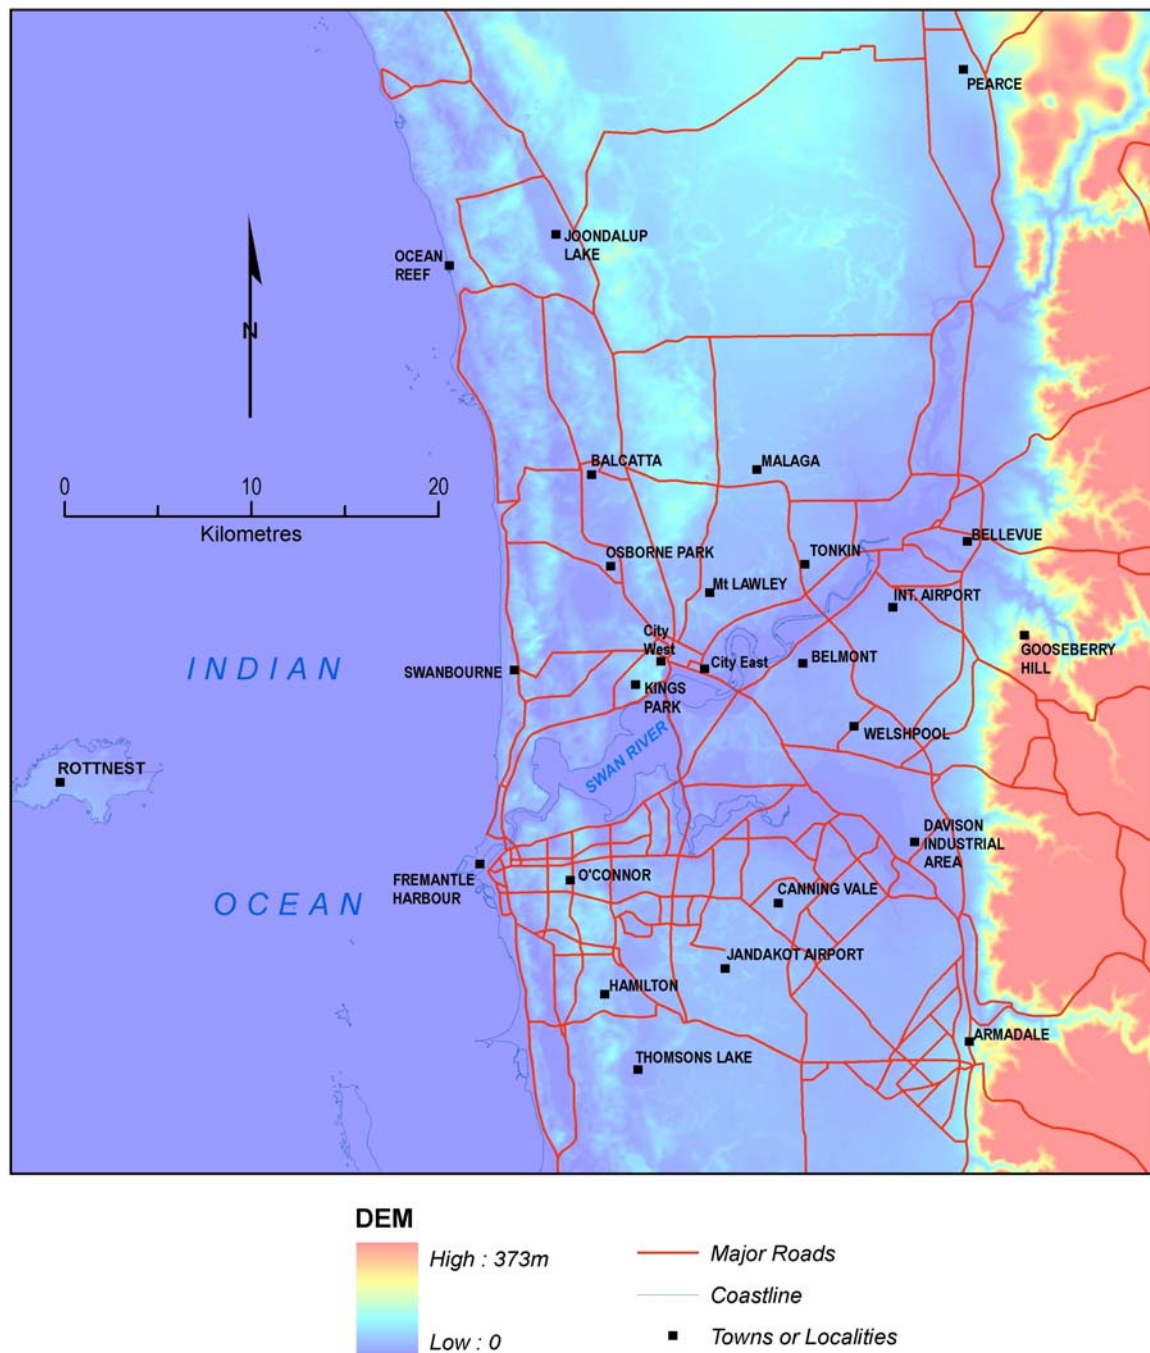 PEARCE
JOONDALUP
LAKE
OCEAN
REEF
N
0 10 20
Kilometres
BALCATTA
MALAGA
OSBORNE PARK
TONKIN
BELLEVUE
Mt LAWLEY
INT. AIRPORT
City
West
City East
BELMONT
GOOSEBERRY
HILL
INDIAN
SWANBOURNE
KINGS
PARK
SWAN RIVER
WELSHPOOL
ROTTNEST
DAVISON
INDUSTRIAL
AREA
FREMANTLE
HARBOUR
O'CONNOR
CANNING VALE
OCEAN
JANDAKOT AIRPORT
HAMILTON
ARMADALE
THOMSONS LAKE
DEM
High : 373m
Low : 0
Major Roads
Coastline
Towns or Localities